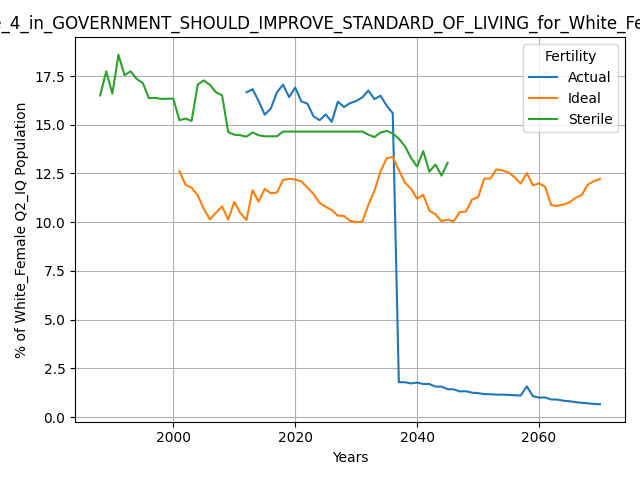 _4_in_GOVERNMENT_SHOULD_IMPROVE_STANDARD_OF_LIVING_for_White_Fe
Fertility
Actual
Ideal
Sterile
% of White_Female Q2_IQ Population
17.5
15.0
12.5
10.0
7.5
5.0
2.5
0.0
2000
2020
2040
2060
Years